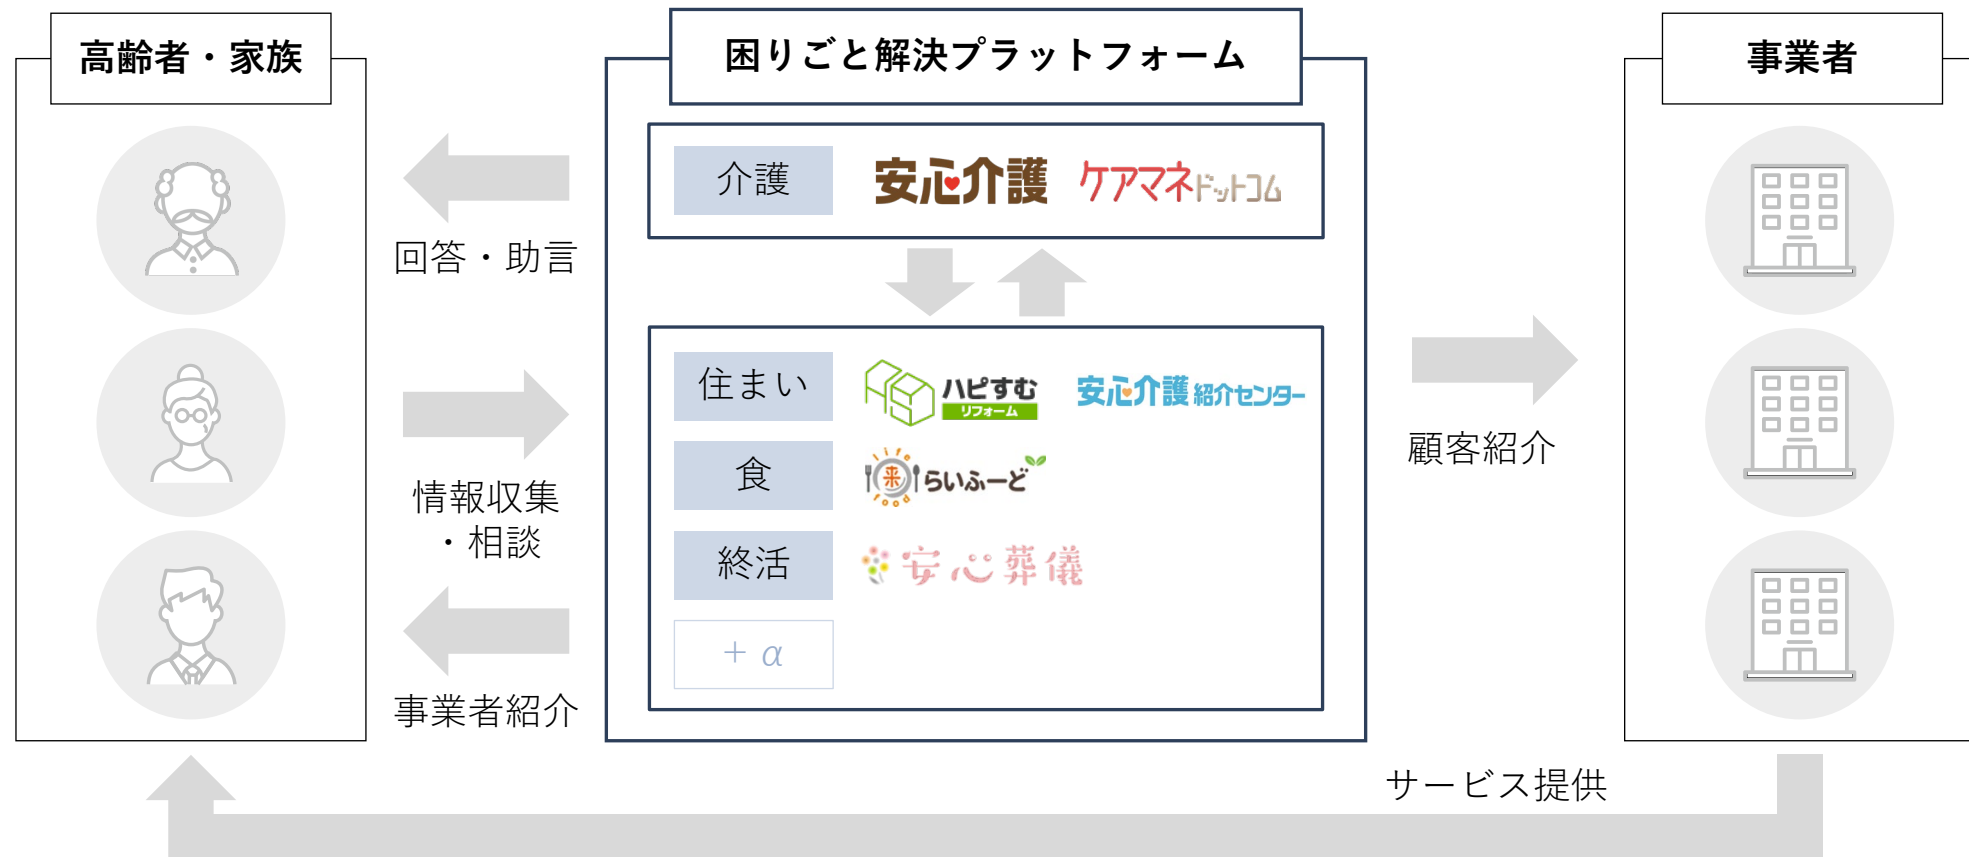 高齢者・家族
困りごと解決プラットフォーム
事業者
介護
安心介護
ケアマネドットコム
回答・助言
住まい
ハピすむ
リフォーム
安心介護紹介センター
情報収集
・相談
食
life
来
food
らいふーど
顧客紹介
終活
安心葬儀
事業者紹介
+ α
サービス提供